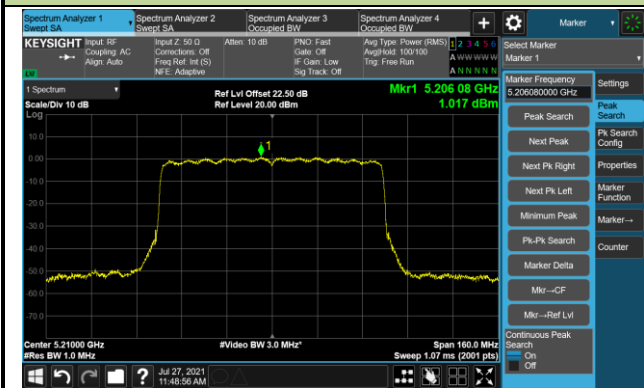 Spectrum Analyzer 1
Swept SA
Spectrum Analyzer 2
Swept SA
Spectrum Analyzer 3
Occupied BW
Spectrum Analyzer 4
Occupied BW
+
Marker
KEYSIGHT
Input: RF
Coupling: AC
Align: Auto
Input Z: 50 Ω
Corrections: Off
Freq Ref: Int (S)
NFE: Adaptive
Atten: 10 dB
PNO: Fast
Gate: Off
IF Gain: Low
Sig Track: Off
Avg Type: Power (RMS)
Avg|Hold: 100/100
Trig: Free Run
1 2 3 4 5 6
A W W W W W
A N N N N N
Select Marker
Marker 1
1 Spectrum
Scale/Div 10 dB
Log
Ref Lvl Offset 22.50 dB
Ref Level 20.00 dBm
Mkr1 5.206 08 GHz
1.017 dBm
10.0
0.00
-10.0
-20.0
-30.0
-40.0
-50.0
-60.0
-70.0
1
Center 5.21000 GHz
#Res BW 1.0 MHz
#Video BW 3.0 MHz*
Span 160.0 MHz
Sweep 1.07 ms (2001 pts)
Marker Frequency
5.206080000 GHz
Peak Search
Next Peak
Next Pk Right
Next Pk Left
Minimum Peak
Pk-Pk Search
Marker Delta
Mkr→CF
Mkr→Ref Lvl
Continuous Peak
Search
On
Off
Settings
Peak
Search
Pk Search
Config
Properties
Marker
Function
Marker→
Counter
?
Jul 27, 2021
11:48:56 AM